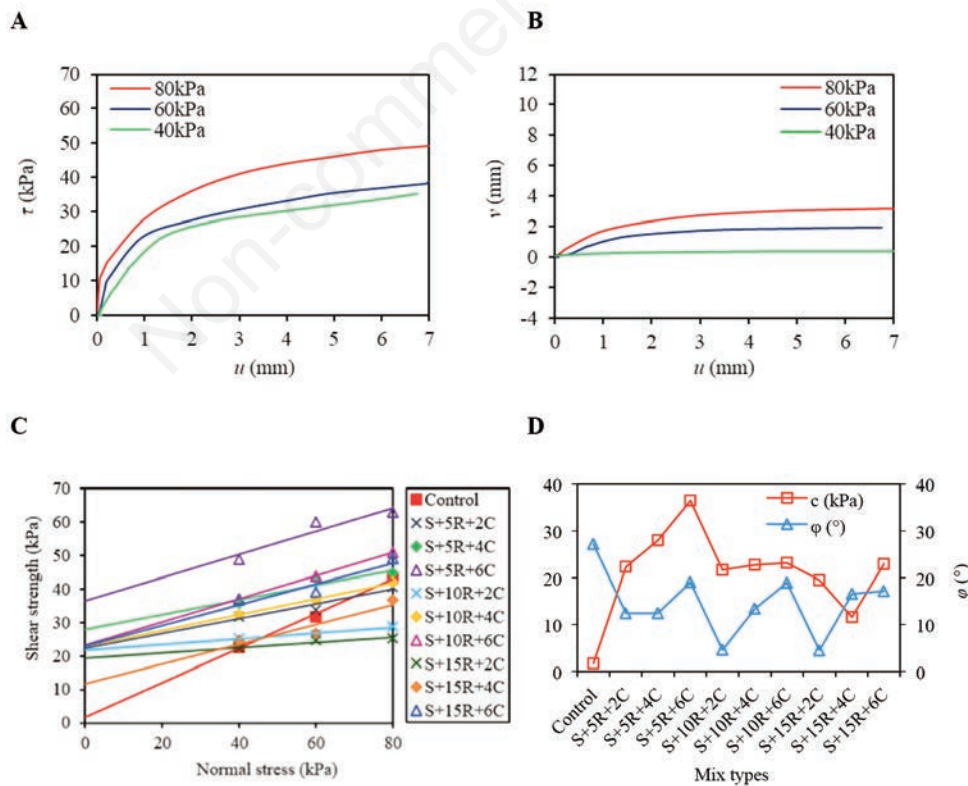 Non-comme
A
B
70
60
50
40
30
20
10
0
τ (kPa)
80kPa
60kPa
40kPa
0 1 2 3 4 5 6 7
u (mm)
12
10
8
6
4
2
0
-2
-4
v (mm)
80kPa
60kPa
40kPa
0 1 2 3 4 5 6 7
u (mm)
C
D
70
60
50
40
30
20
10
0
Shear strength (kPa)
0 20 40 60 80
Normal stress (kPa)
Control
S+5R+2C
S+5R+4C
S+5R+6C
S+10R+2C
S+10R+4C
S+10R+6C
S+15R+2C
S+15R+4C
S+15R+6C
40
30
20
10
0
c (kPa)
φ (°)
40
30
20
10
0
φ (°)
Control
S+5R+2C
S+5R+4C
S+5R+6C
S+10R+2C
S+10R+4C
S+10R+6C
S+15R+2C
S+15R+4C
S+15R+6C
Mix types